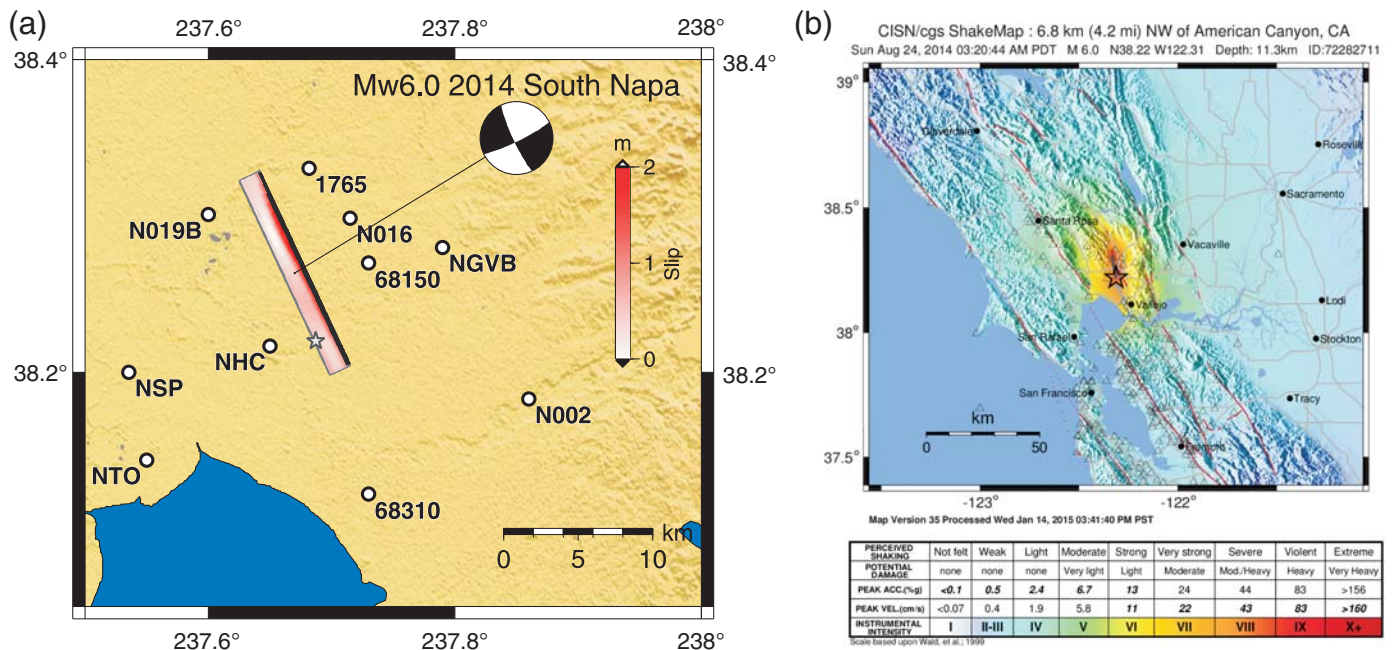 (a)
237.6° 237.8° 238°
38.4° 38.4°
Mw6.0 2014 South Napa
m
2
1
0
Slip
1765
N019B
N016
68150
NGVB
NHC
NSP
38.2° 38.2°
N002
NTO
68310
km
0 5 10
237.6° 237.8° 238°
(b)
CISN/cgs ShakeMap : 6.8 km (4.2 mi) NW of American Canyon, CA
Sun Aug 24, 2014 03:20:44 AM PDT M 6.0 N38.22 W122.31 Depth: 11.3km ID:72282711
39°
Cloverdale
Roseville
Sacramento
38.5°
Santa Rosa
Vacaville
Vallejo
Lodi
38°
San Rafael
Stockton
San Francisco
Tracy
km
0 50
37.5°
Fremont
-123° -122°
Map Version 35 Processed Wed Jan 14, 2015 03:41:40 PM PST
PERCEIVED SHAKING Not felt Weak Light Moderate Strong Very strong Severe Violent Extreme
POTENTIAL DAMAGE none none none Very light Light Moderate Mod./Heavy Heavy Very Heavy
PEAK ACC.(%g) <0.1 0.5 2.4 6.7 13 24 44 83 >156
PEAK VEL.(cm/s) <0.07 0.4 1.9 5.8 11 22 43 83 >160
INSTRUMENTAL INTENSITY I II-III IV V VI VII VIII IX X+
Scale based upon Wald, et al.; 1999